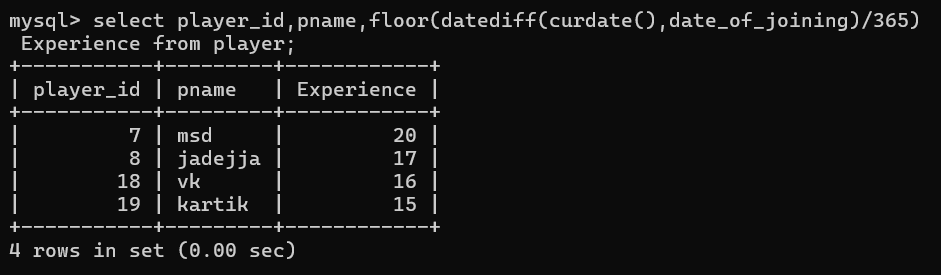 mysql> select player_id,pname,floor(datediff(curdate(),date_of_joining)/365)
 Experience from player;
+-----------+---------+------------+
| player_id | pname   | Experience |
+-----------+---------+------------+
|         7 | msd     |         20 |
|         8 | jadejja |         17 |
|        18 | vk      |         16 |
|        19 | kartik  |         15 |
+-----------+---------+------------+
4 rows in set (0.00 sec)